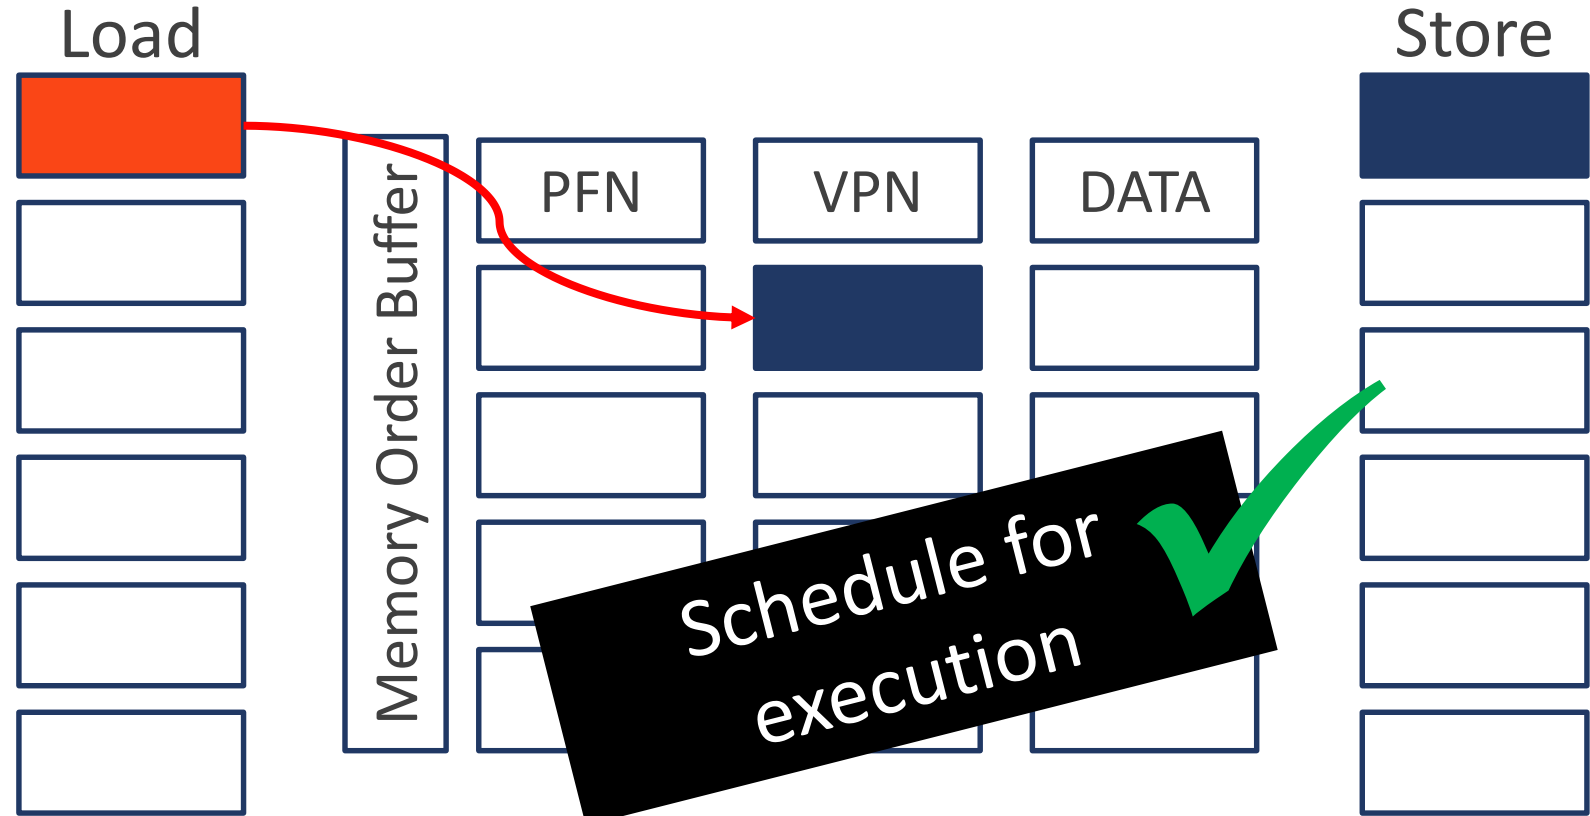 Load
Store
Memory Order Buffer
PFN
VPN
DATA
Schedule for
execution